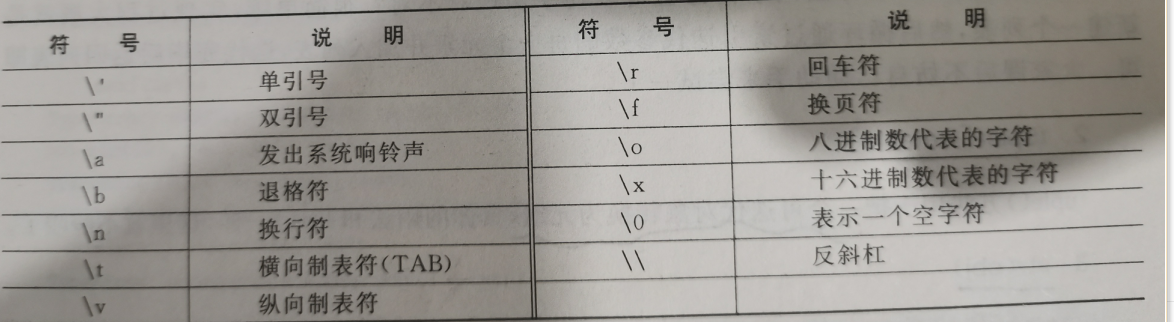 符 号 说 明 符 号 说 明
\' 单引号 \r 回车符
\" 双引号 \f 换页符
\a 发出系统响铃声 \o 八进制数代表的字符
\b 退格符 \x 十六进制数代表的字符
\n 换行符 \0 表示一个空字符
\t 横向制表符(TAB) \\ 反斜杠
\v 纵向制表符